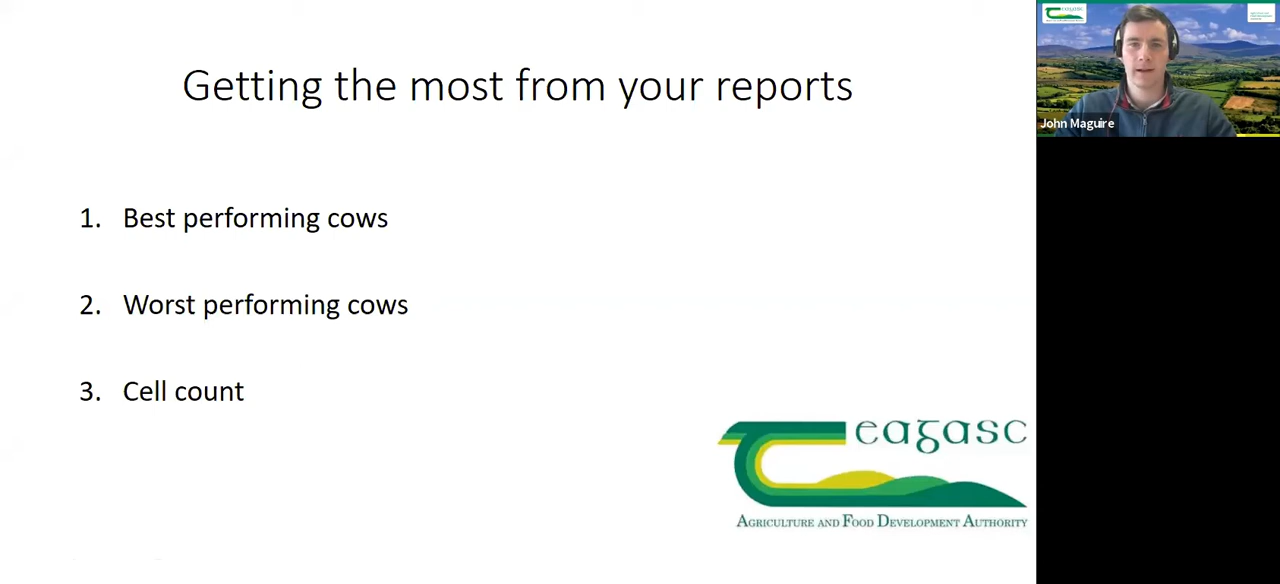 Getting the most from your reports
1. Best performing cows
2. Worst performing cows
3. Cell count
eagasc
AGRICULTURE AND FOOD DEVELOPMENT AUTHORITY
John Maguire